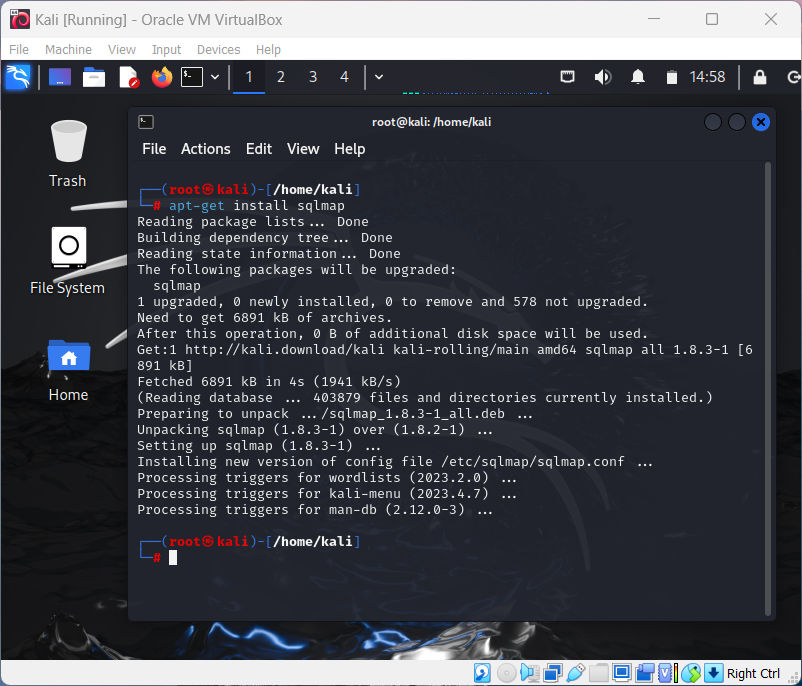 Kali [Running] - Oracle VM VirtualBox
File Machine View Input Devices Help
1 2 3 4 14:58
root@kali: /home/kali
File Actions Edit View Help
Trash
File System
Home
┌──(root㉿kali)-[/home/kali]
└─# apt-get install sqlmap
Reading package lists... Done
Building dependency tree... Done
Reading state information... Done
The following packages will be upgraded:
  sqlmap
1 upgraded, 0 newly installed, 0 to remove and 578 not upgraded.
Need to get 6891 kB of archives.
After this operation, 0 B of additional disk space will be used.
Get:1 http://kali.download/kali kali-rolling/main amd64 sqlmap all 1.8.3-1 [6
891 kB]
Fetched 6891 kB in 4s (1941 kB/s)
(Reading database ... 403879 files and directories currently installed.)
Preparing to unpack .../sqlmap_1.8.3-1_all.deb ...
Unpacking sqlmap (1.8.3-1) over (1.8.2-1) ...
Setting up sqlmap (1.8.3-1) ...
Installing new version of config file /etc/sqlmap/sqlmap.conf ...
Processing triggers for wordlists (2023.2.0) ...
Processing triggers for kali-menu (2023.4.7) ...
Processing triggers for man-db (2.12.0-3) ...
┌──(root㉿kali)-[/home/kali]
└─#
Right Ctrl